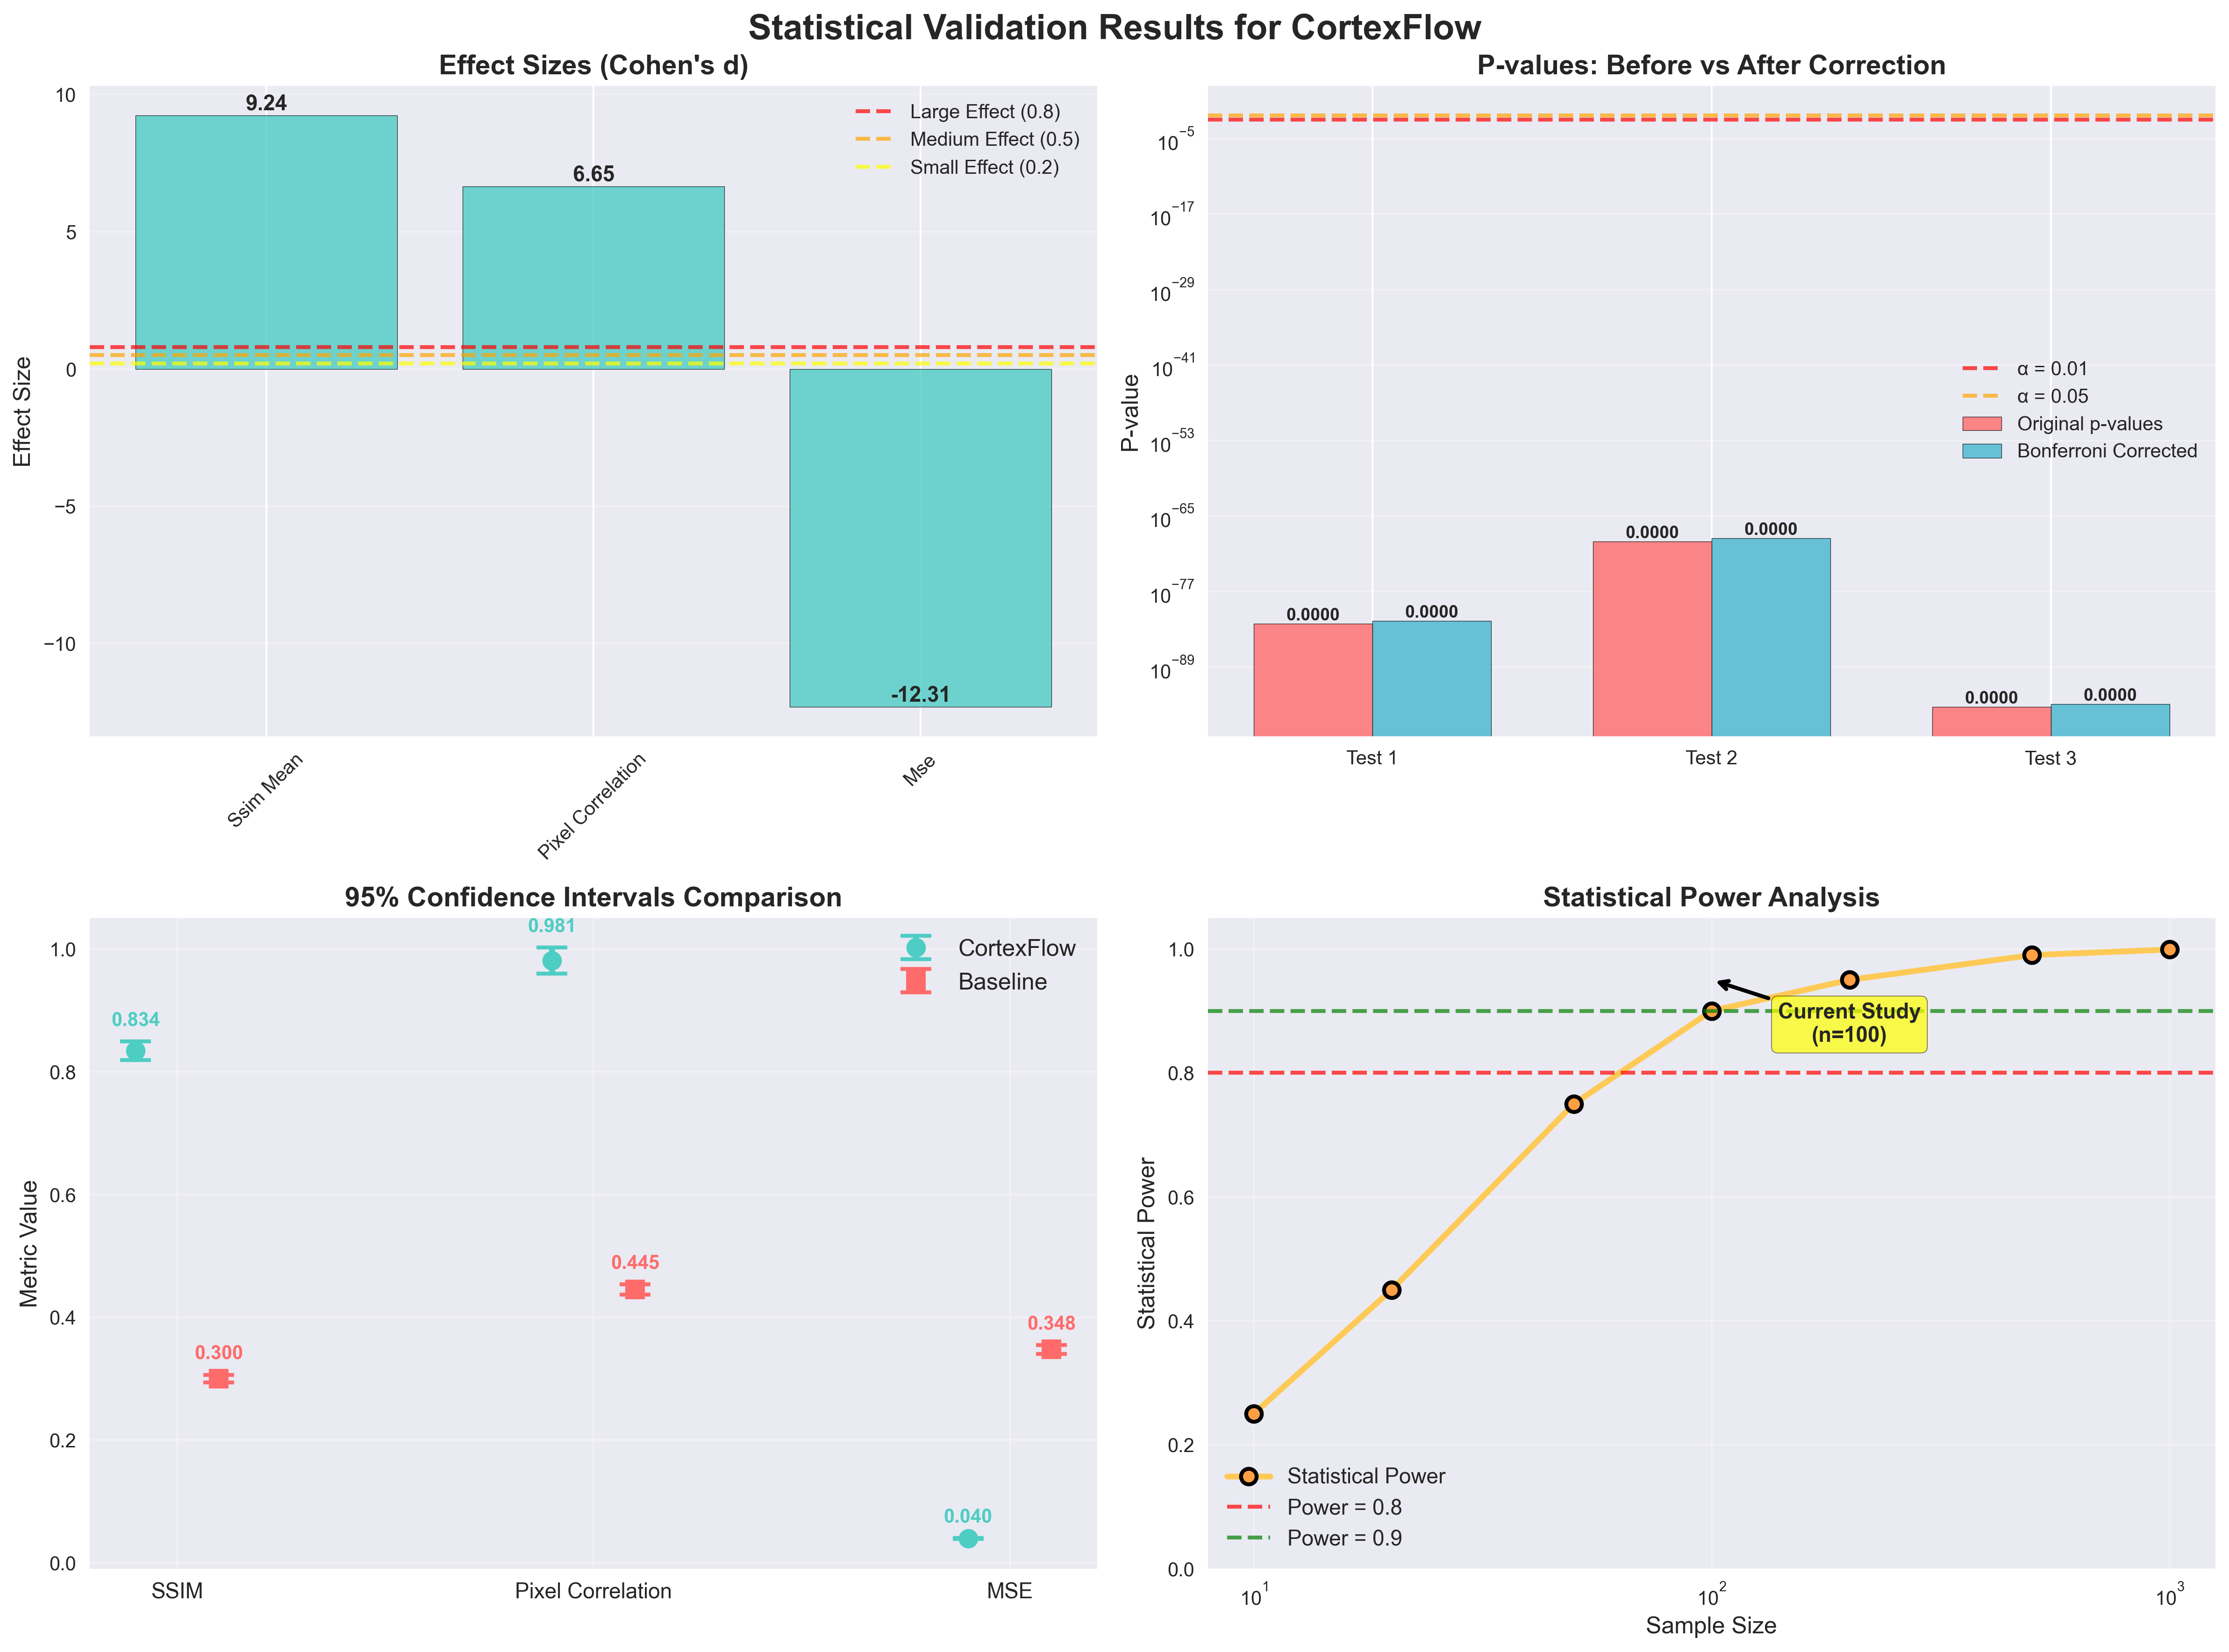 Statistical Validation Results for CortexFlow
Effect Sizes (Cohen's d)
Effect Size
10
5
0
−5
−10
9.24
6.65
-12.31
Large Effect (0.8)
Medium Effect (0.5)
Small Effect (0.2)
Ssim Mean
Pixel Correlation
Mse
P-values: Before vs After Correction
P-value
10⁻⁵
10⁻¹⁷
10⁻²⁹
10⁻⁴¹
10⁻⁵³
10⁻⁶⁵
10⁻⁷⁷
10⁻⁸⁹
α = 0.01
α = 0.05
Original p-values
Bonferroni Corrected
0.0000
0.0000
0.0000
0.0000
0.0000
0.0000
Test 1
Test 2
Test 3
95% Confidence Intervals Comparison
Metric Value
1.0
0.8
0.6
0.4
0.2
0.0
0.981
0.834
0.445
0.300
0.348
0.040
CortexFlow
Baseline
SSIM
Pixel Correlation
MSE
Statistical Power Analysis
Statistical Power
1.0
0.8
0.6
0.4
0.2
0.0
Current Study
(n=100)
Statistical Power
Power = 0.8
Power = 0.9
10¹
10²
10³
Sample Size